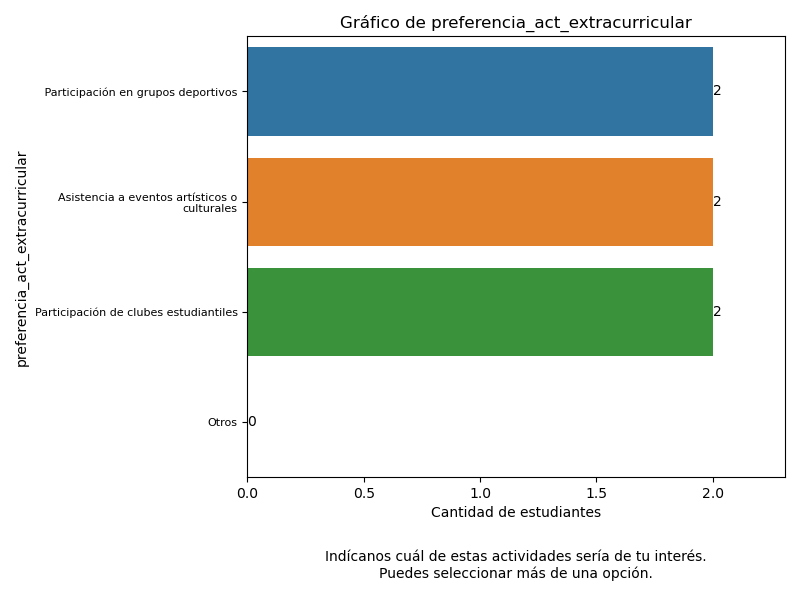 Gráfico de preferencia_act_extracurricular
preferencia_act_extracurricular
Participación en grupos deportivos
2
Asistencia a eventos artísticos o
culturales
2
Participación de clubes estudiantiles
2
Otros
0
0.0 0.5 1.0 1.5 2.0
Cantidad de estudiantes
Indícanos cuál de estas actividades sería de tu interés.
Puedes seleccionar más de una opción.